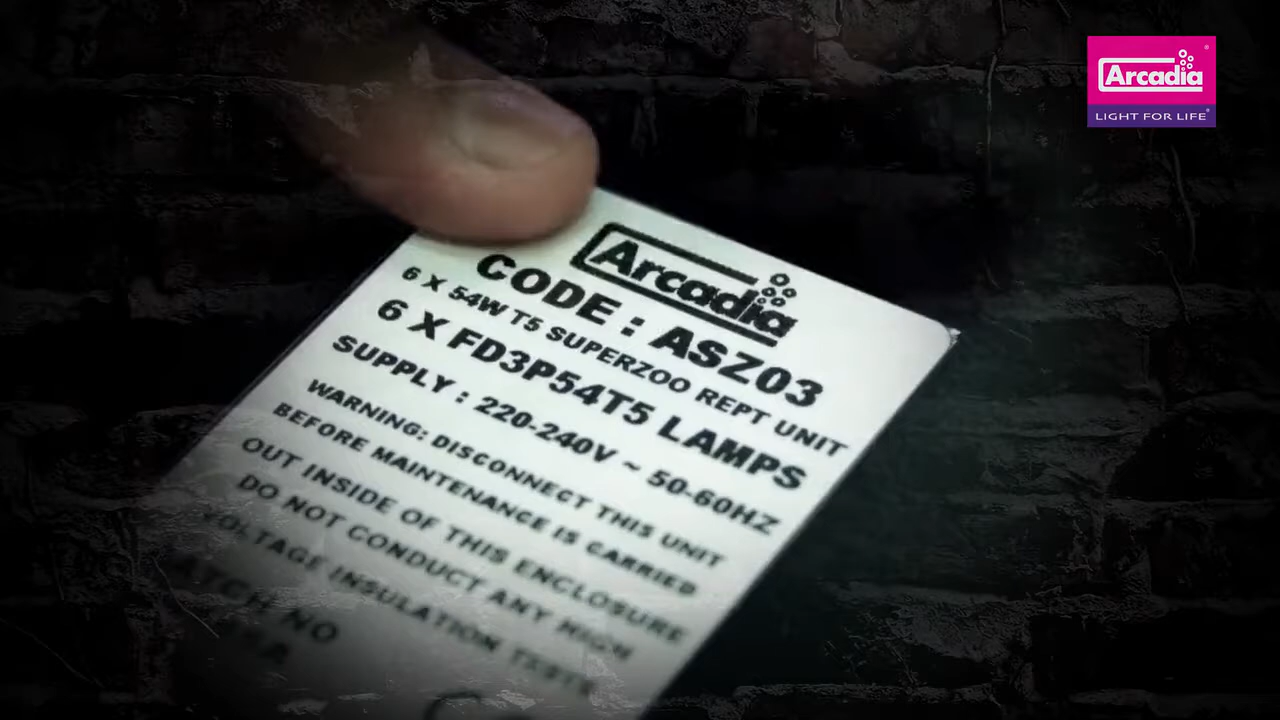 Arcadia
LIGHT FOR LIFE
Arcadia
CODE : ASZ03
6 X 54W T5 SUPERZOO REPT UNIT
6 X FD3P54T5 LAMPS
SUPPLY : 220-240V ~ 50-60HZ
WARNING: DISCONNECT THIS UNIT
BEFORE MAINTENANCE IS CARRIED
OUT INSIDE OF THIS ENCLOSURE
DO NOT CONDUCT ANY HIGH
VOLTAGE INSULATION TESTS
BATCH NO